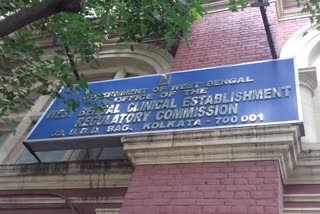 GOVERNMENT OF WEST BENGAL
OFFICE OF THE
WEST BENGAL CLINICAL ESTABLISHMENT
REGULATORY COMMISSION
B.B.D. BAG, KOLKATA - 700 001